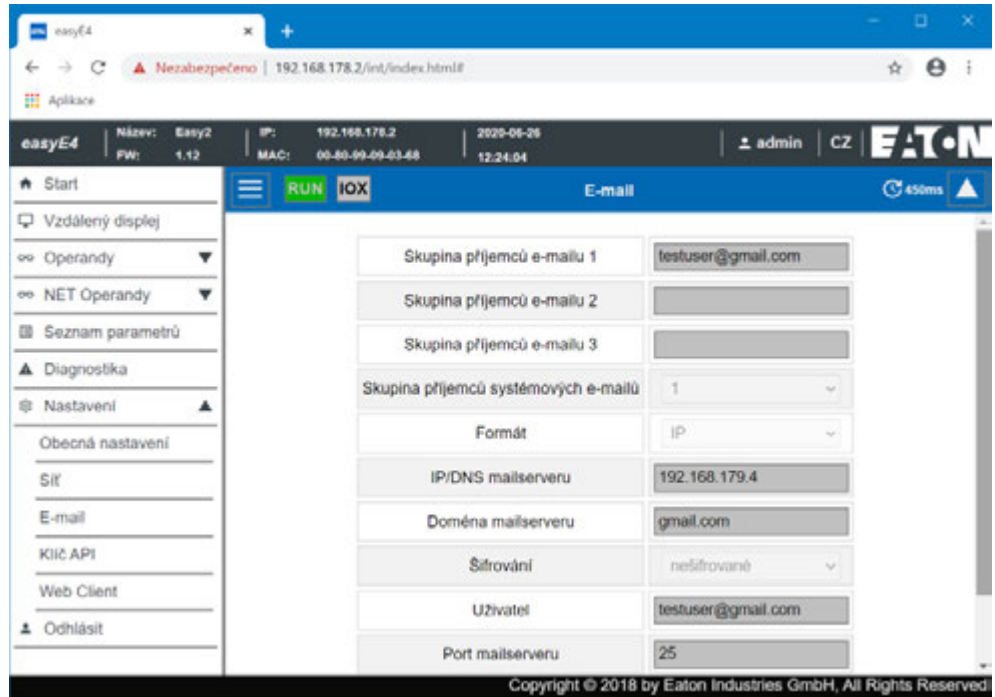 easyE4
Nezabezpečeno | 192.168.178.2/int/index.html#
Aplikace
easyE4
Název: Easy2
FW: 1.12
IP: 192.168.178.2
MAC: 00-80-99-09-03-68
2020-06-26
12:24:04
admin
CZ
EATON
Start
Vzdálený displej
Operandy
NET Operandy
Seznam parametrů
Diagnostika
Nastavení
Obecná nastavení
Síť
E-mail
Klíč API
Web Client
Odhlásit
RUN IOX E-mail 450ms
Skupina příjemců e-mailu 1 testuser@gmail.com
Skupina příjemců e-mailu 2
Skupina příjemců e-mailu 3
Skupina příjemců systémových e-mailů 1
Formát IP
IP/DNS mailserveru 192.168.179.4
Doména mailserveru gmail.com
Šifrování nešifrované
Uživatel testuser@gmail.com
Port mailserveru 25
Copyright © 2018 by Eaton Industries GmbH, All Rights Reserved